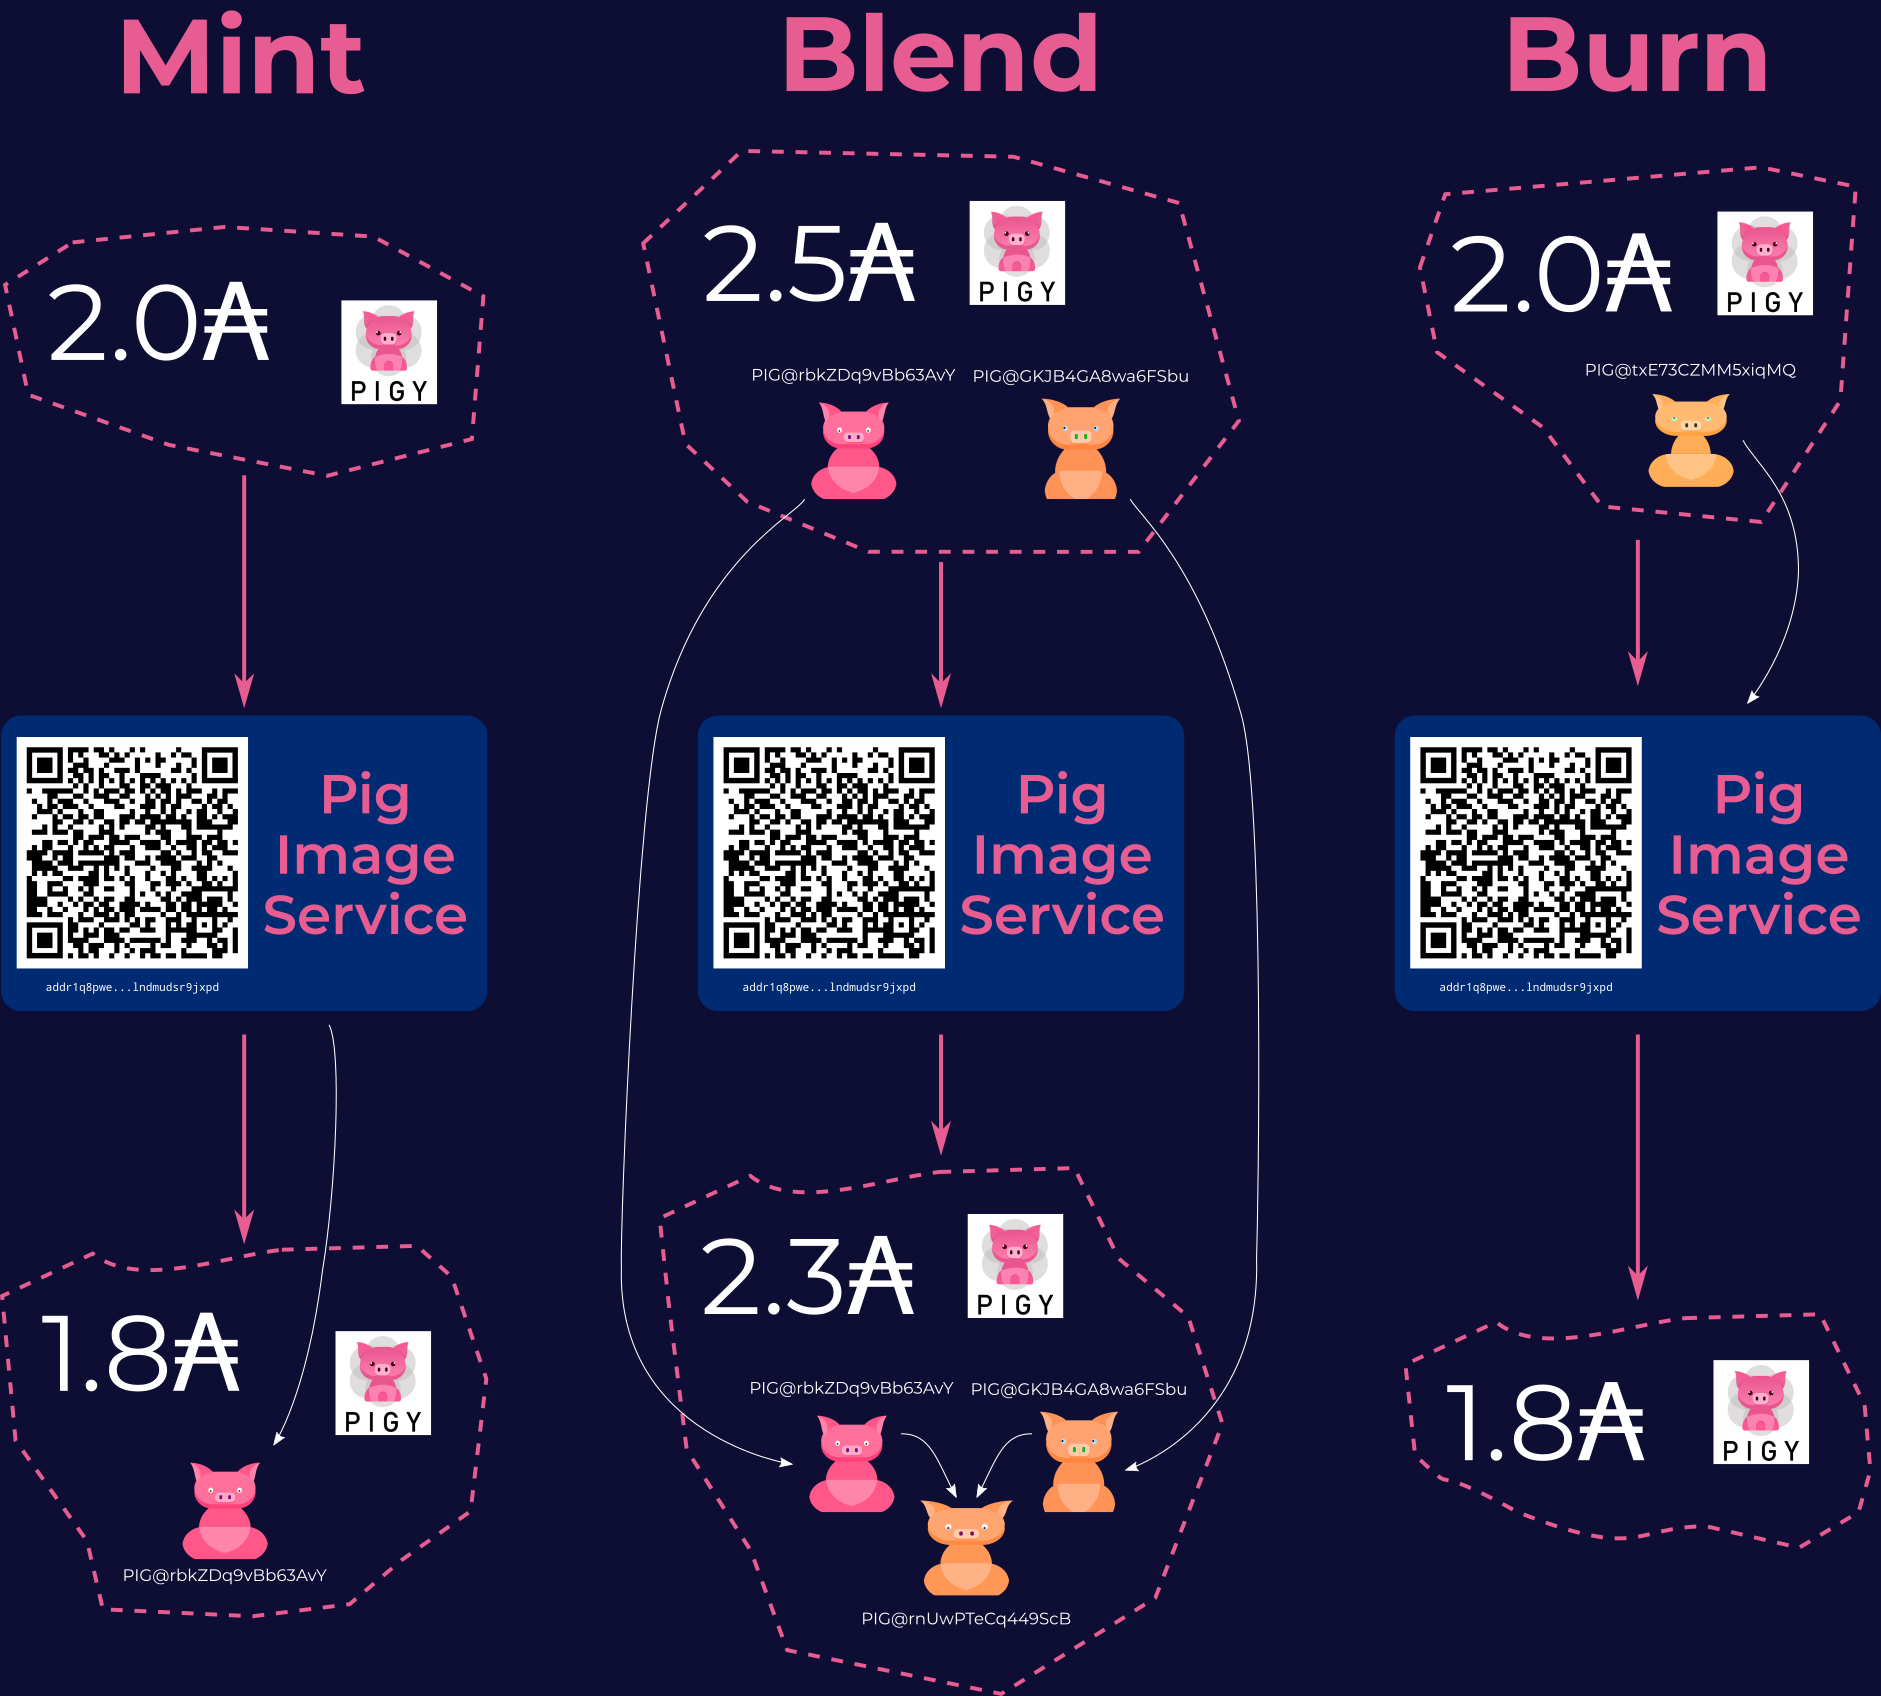 Mint
2.0₳
PIGY
Pig
Image
Service
addr1q8pwe...lndmudsr9jxpd
1.8₳
PIGY
PIG@rbkZDq9vBb63AvY
Blend
2.5₳
PIGY
PIG@rbkZDq9vBb63AvY PIG@GKJB4GA8wa6FSbu
Pig
Image
Service
addr1q8pwe...lndmudsr9jxpd
2.3₳
PIGY
PIG@rbkZDq9vBb63AvY PIG@GKJB4GA8wa6FSbu
PIG@rnUwPTeCq449ScB
Burn
2.0₳
PIGY
PIG@txE73CZMM5xiqMQ
Pig
Image
Service
addr1q8pwe...lndmudsr9jxpd
1.8₳
PIGY